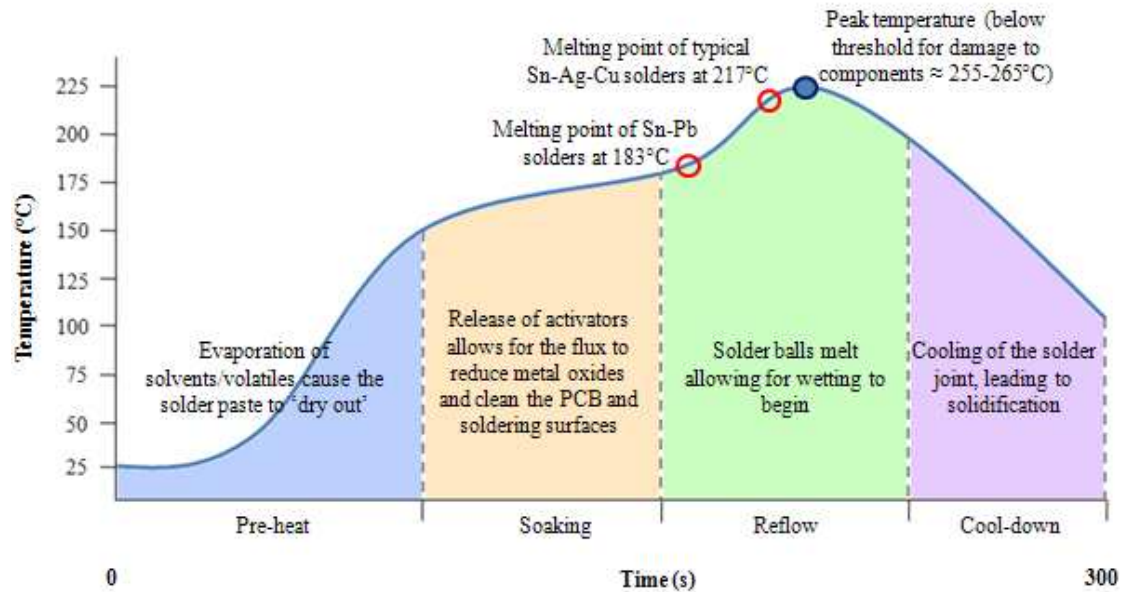 Peak temperature (below
threshold for damage to
components ≈ 255-265°C)
Melting point of typical
Sn-Ag-Cu solders at 217°C
Melting point of Sn-Pb
solders at 183°C
Temperature (°C)
225
200
175
150
125
100
75
50
25
Evaporation of
solvents/volatiles cause the
solder paste to ‘dry out’
Release of activators
allows for the flux to
reduce metal oxides
and clean the PCB and
soldering surfaces
Solder balls melt
allowing for wetting to
begin
Cooling of the solder
joint, leading to
solidification
Pre-heat
Soaking
Reflow
Cool-down
0
Time (s)
300